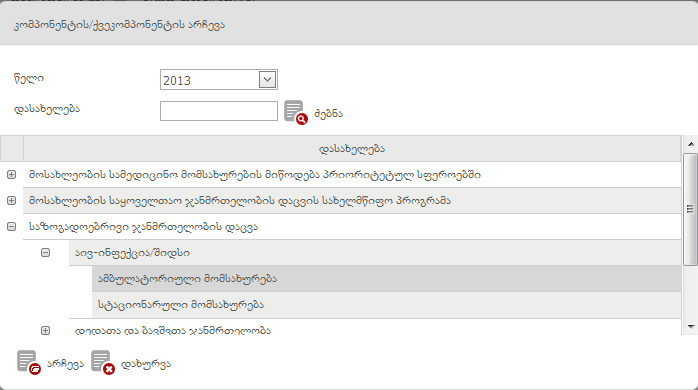 კომპონენტის/ქვეკომპონენტის არჩევა
წელი 2013
დასახელება ძებნა
დასახელება
მოსახლეობის სამედიცინო მომსახურების მიწოდება პრიორიტეტულ სფეროებში
მოსახლეობის საყოველთაო ჯანმრთელობის დაცვის სახელმწიფო პროგრამა
საზოგადოებრივი ჯანმრთელობის დაცვა
აივ-ინფექცია/შიდსი
ამბულატორიული მომსახურება
სტაციონარული მომსახურება
დედათა და ბავშვთა ჯანმრთელობა
არჩევა დახურვა